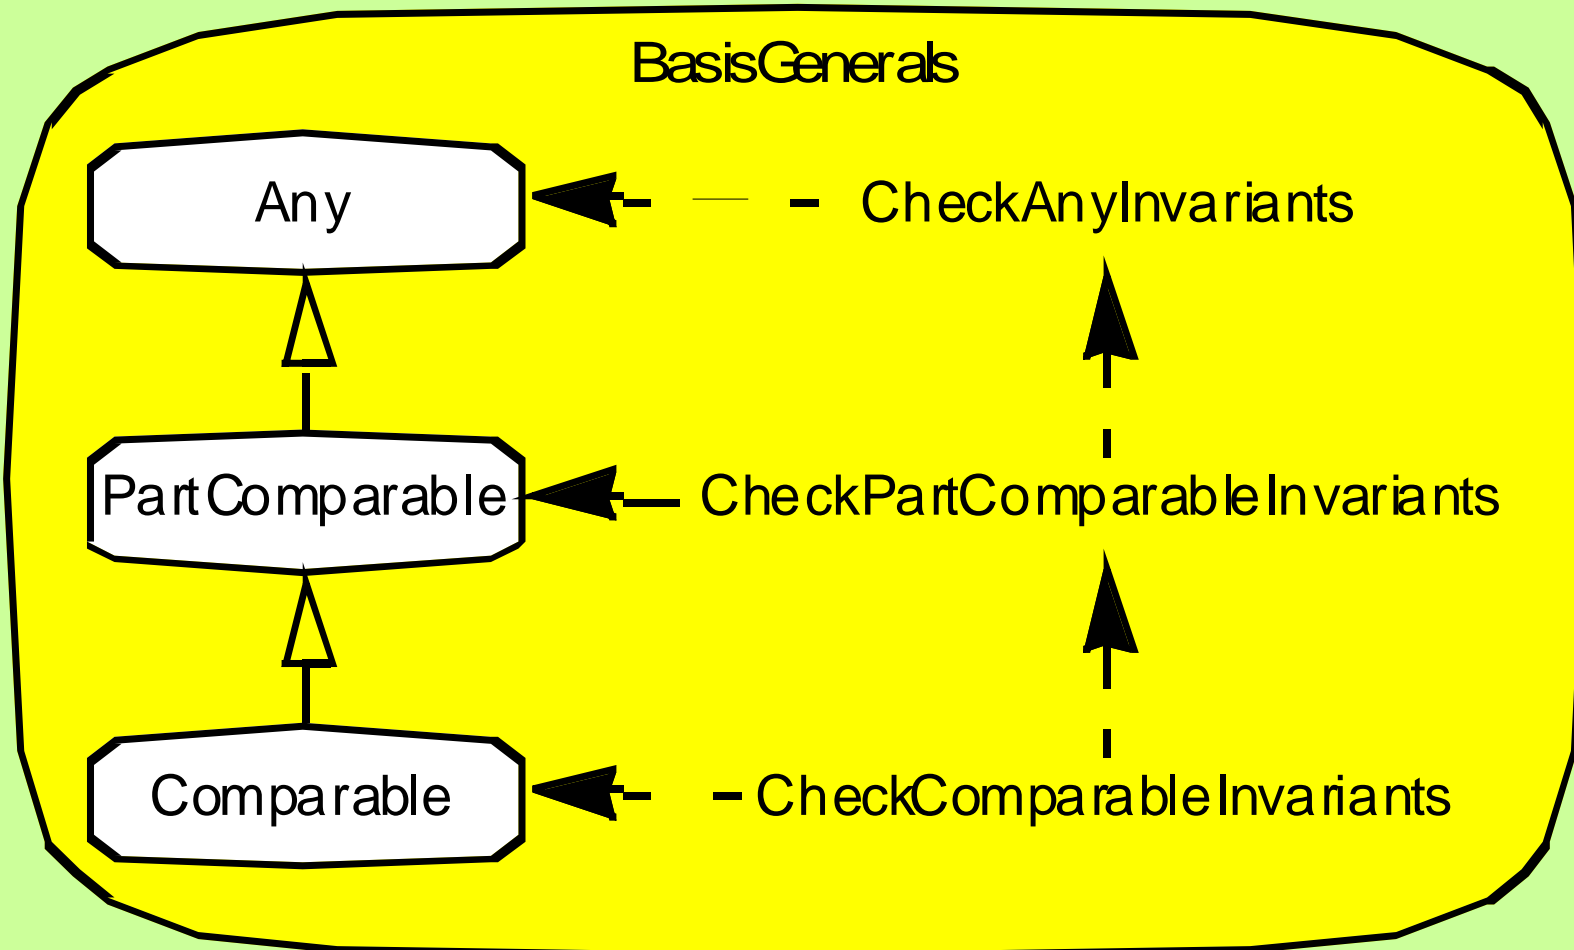 BasisGenerals
Any
CheckAnyInvariants
PartComparable
CheckPartComparableInvariants
Comparable
CheckComparableInvariants